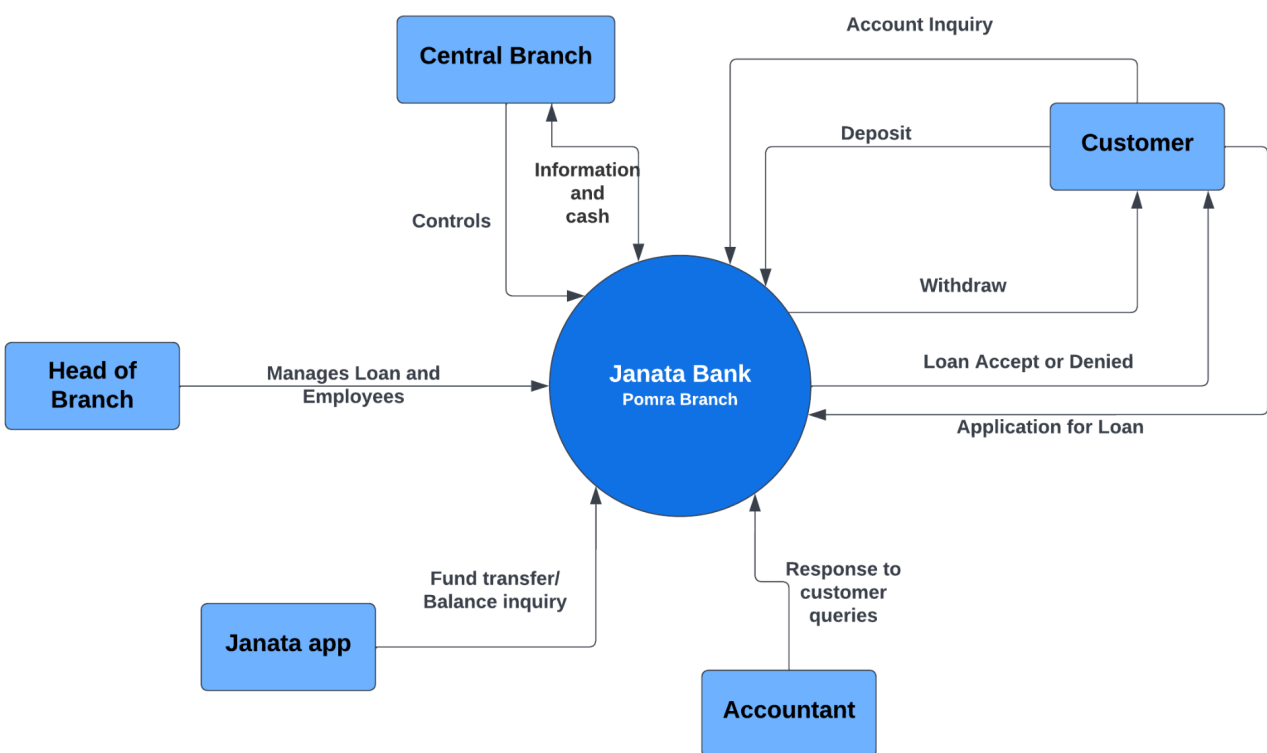 Account Inquiry
Central Branch
Deposit
Customer
Information
and
cash
Controls
Withdraw
Head of
Branch
Manages Loan and
Employees
Janata Bank
Pomra Branch
Loan Accept or Denied
Application for Loan
Fund transfer/
Balance inquiry
Response to
customer
queries
Janata app
Accountant